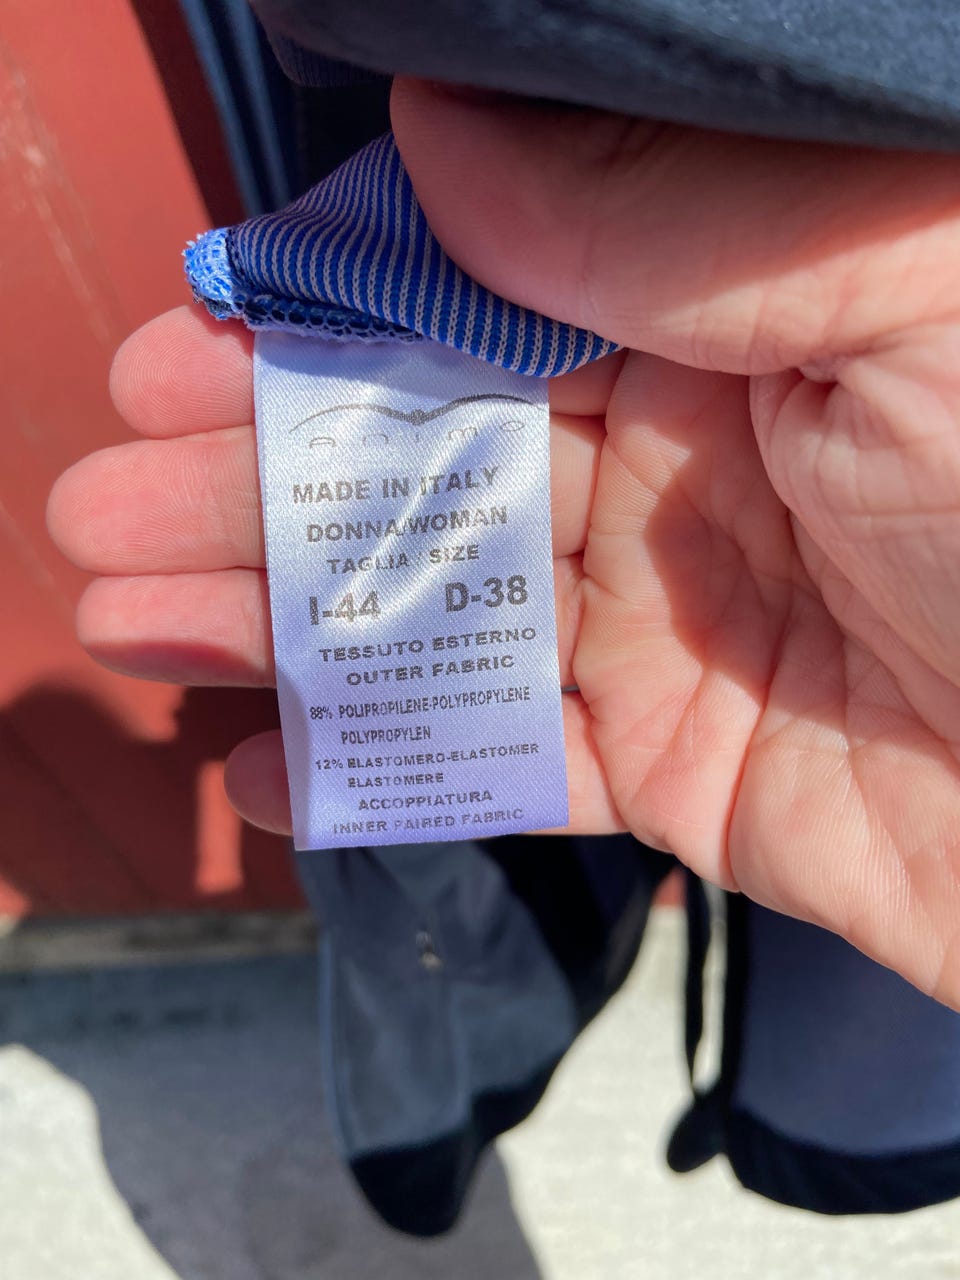 animo
MADE IN ITALY
DONNA/WOMAN
TAGLIA SIZE
I-44 D-38
TESSUTO ESTERNO
OUTER FABRIC
88% POLIPROPILENE-POLYPROPYLENE
POLYPROPYLEN
12% ELASTOMERO-ELASTOMER
ELASTOMERE
ACCOPPIATURA
INNER PAIRED FABRIC